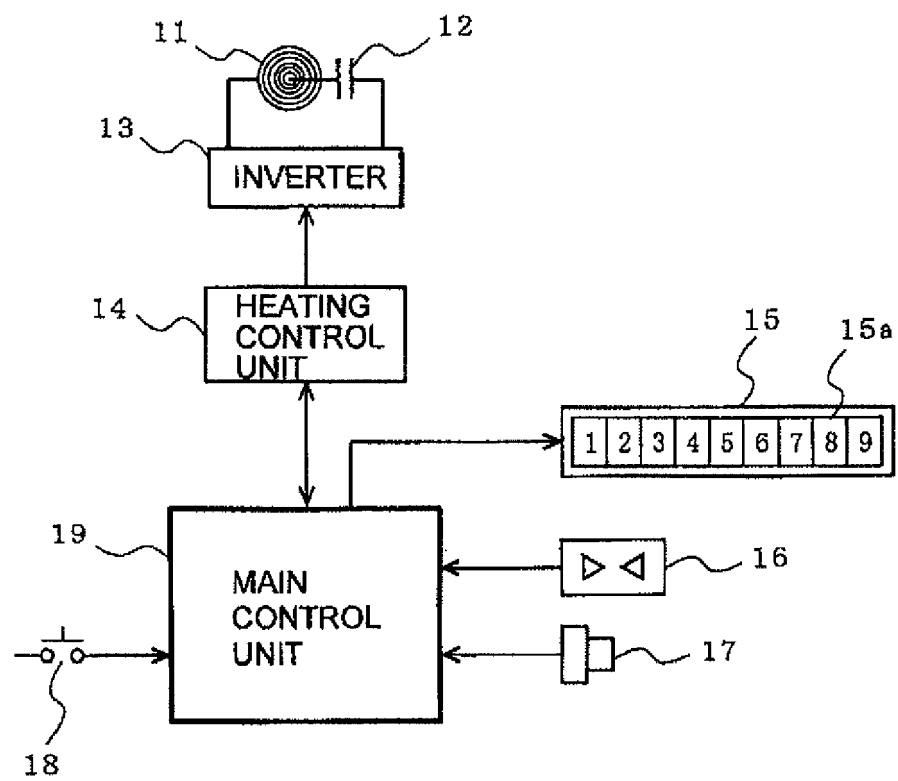 11
12
13
INVERTER
14
HEATING
CONTROL
UNIT
15
15a
1 2 3 4 5 6 7 8 9
19
MAIN
CONTROL
UNIT
16
17
18